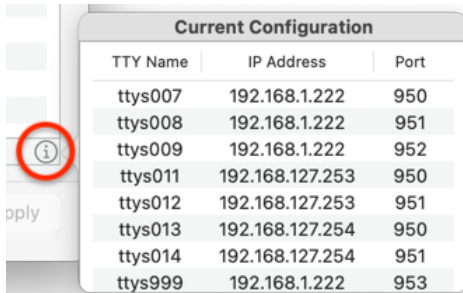 Current Configuration
TTY Name IP Address Port
ttys007 192.168.1.222 950
ttys008 192.168.1.222 951
ttys009 192.168.1.222 952
ttys011 192.168.127.253 950
ttys012 192.168.127.253 951
ttys013 192.168.127.254 950
ttys014 192.168.127.254 951
ttys999 192.168.1.222 953
i
pply